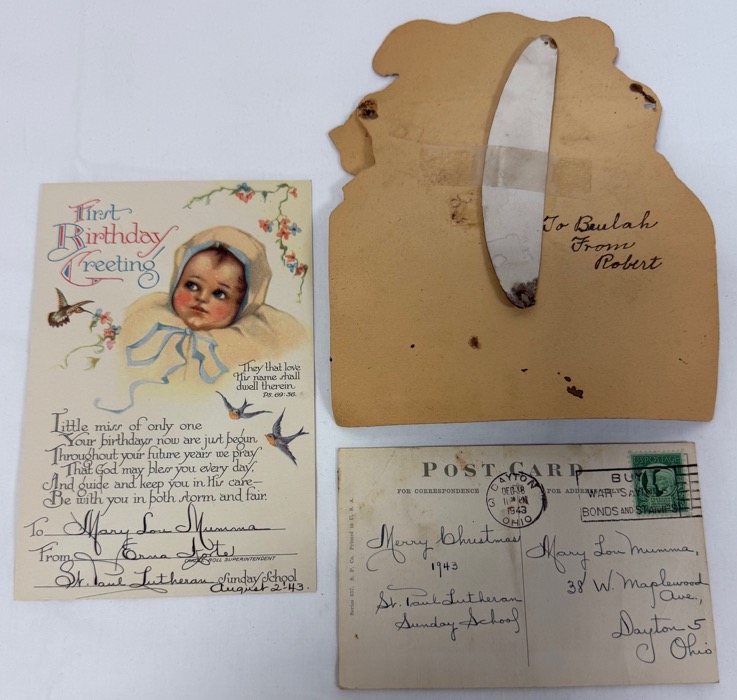 First
Birthday
Greeting
They that love
His name shall
dwell therein.
PS. 69:36.
Little miss of only one
Your birthdays now are just begun
Throughout your future years we pray
That God may bless you every day,
And guide and keep you in His care—
Be with you in both storm and fair.
To Mary Lou Mumma
From Erna
CRADLE ROLL SUPERINTENDENT
St. Paul Lutheran Sunday School
August 2-43.
To Beulah
From
Robert
POST CARD
FOR CORRESPONDENCE
FOR ADDRESS ONLY
DAYTON
3
1943
OHIO
BUY
WAR SAVINGS
BONDS AND STAMPS
POSTAGE
Merry Christmas
1943
St. Paul Lutheran
Sunday School
Mary Lou Mumma,
38 W. Maplewood
Ave.,
Dayton 5
Ohio
Printed in U. S. A.